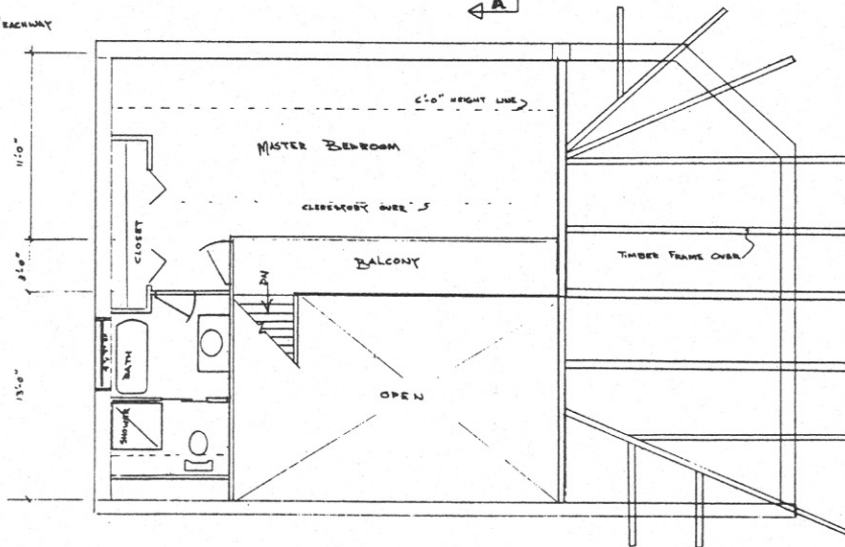 A
6'-0" HEIGHT LINE
11'-0"
MASTER BEDROOM
CLERESTORY OVER
CLOSET
BALCONY
TIMBER FRAME OVER
DN
BATH
OPEN
13'-0"
SHOWER